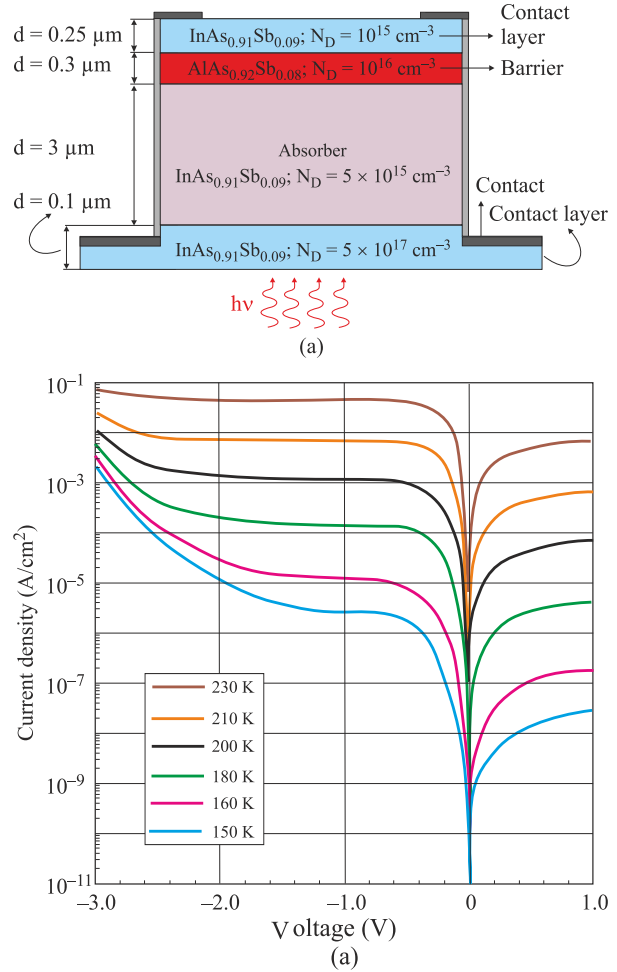 d = 0.25 µm
InAs0.91Sb0.09; ND = 10^15 cm^−3
Contact
layer
d = 0.3 µm
AlAs0.92Sb0.08; ND = 10^16 cm^−3
Barrier
d = 3 µm
Absorber
InAs0.91Sb0.09; ND = 5 × 10^15 cm^−3
d = 0.1 µm
Contact
Contact layer
InAs0.91Sb0.09; ND = 5 × 10^17 cm^−3
hν
(a)
10^−1
10^−3
10^−5
10^−7
10^−9
10^−11
Current density (A/cm^2)
230 K
210 K
200 K
180 K
160 K
150 K
−3.0
−2.0
−1.0
0
1.0
Voltage (V)
(a)